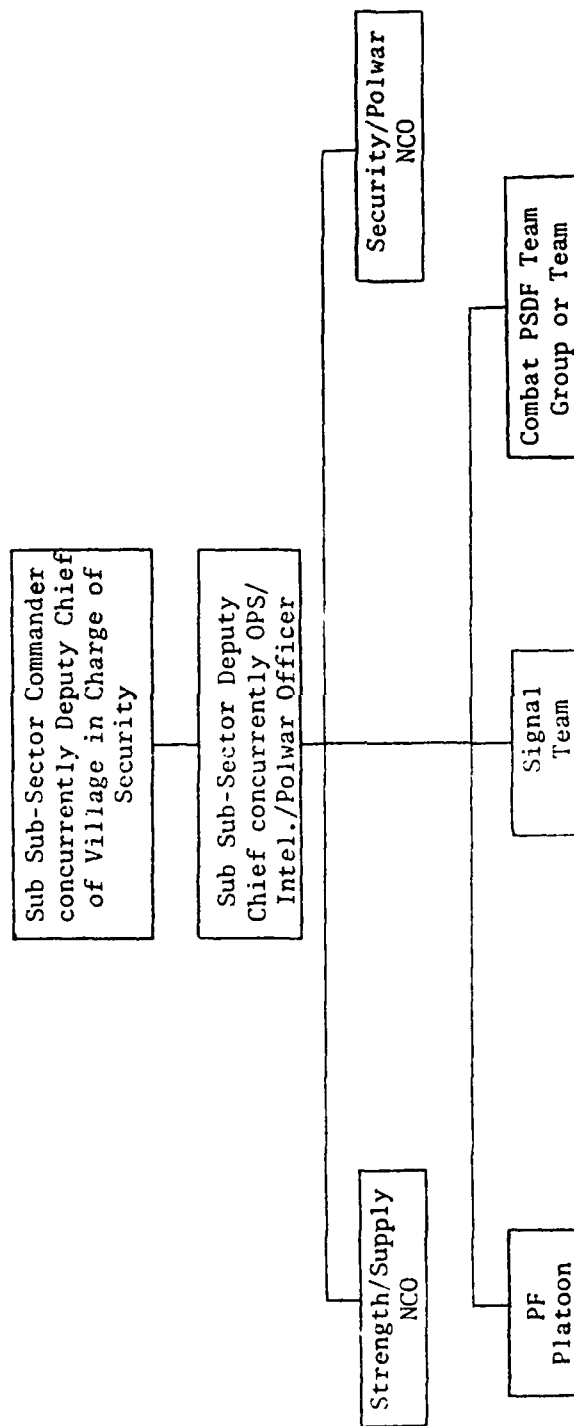 Sub Sub-Sector Commander
concurrently Deputy Chief
of Village in Charge of
Security
Sub Sub-Sector Deputy
Chief concurrently OPS/
Intel./Polwar Officer
Strength/Supply
NCO
Security/Polwar
NCO
PF
Platoon
Signal
Team
Combat PSDF Team
Group or Team